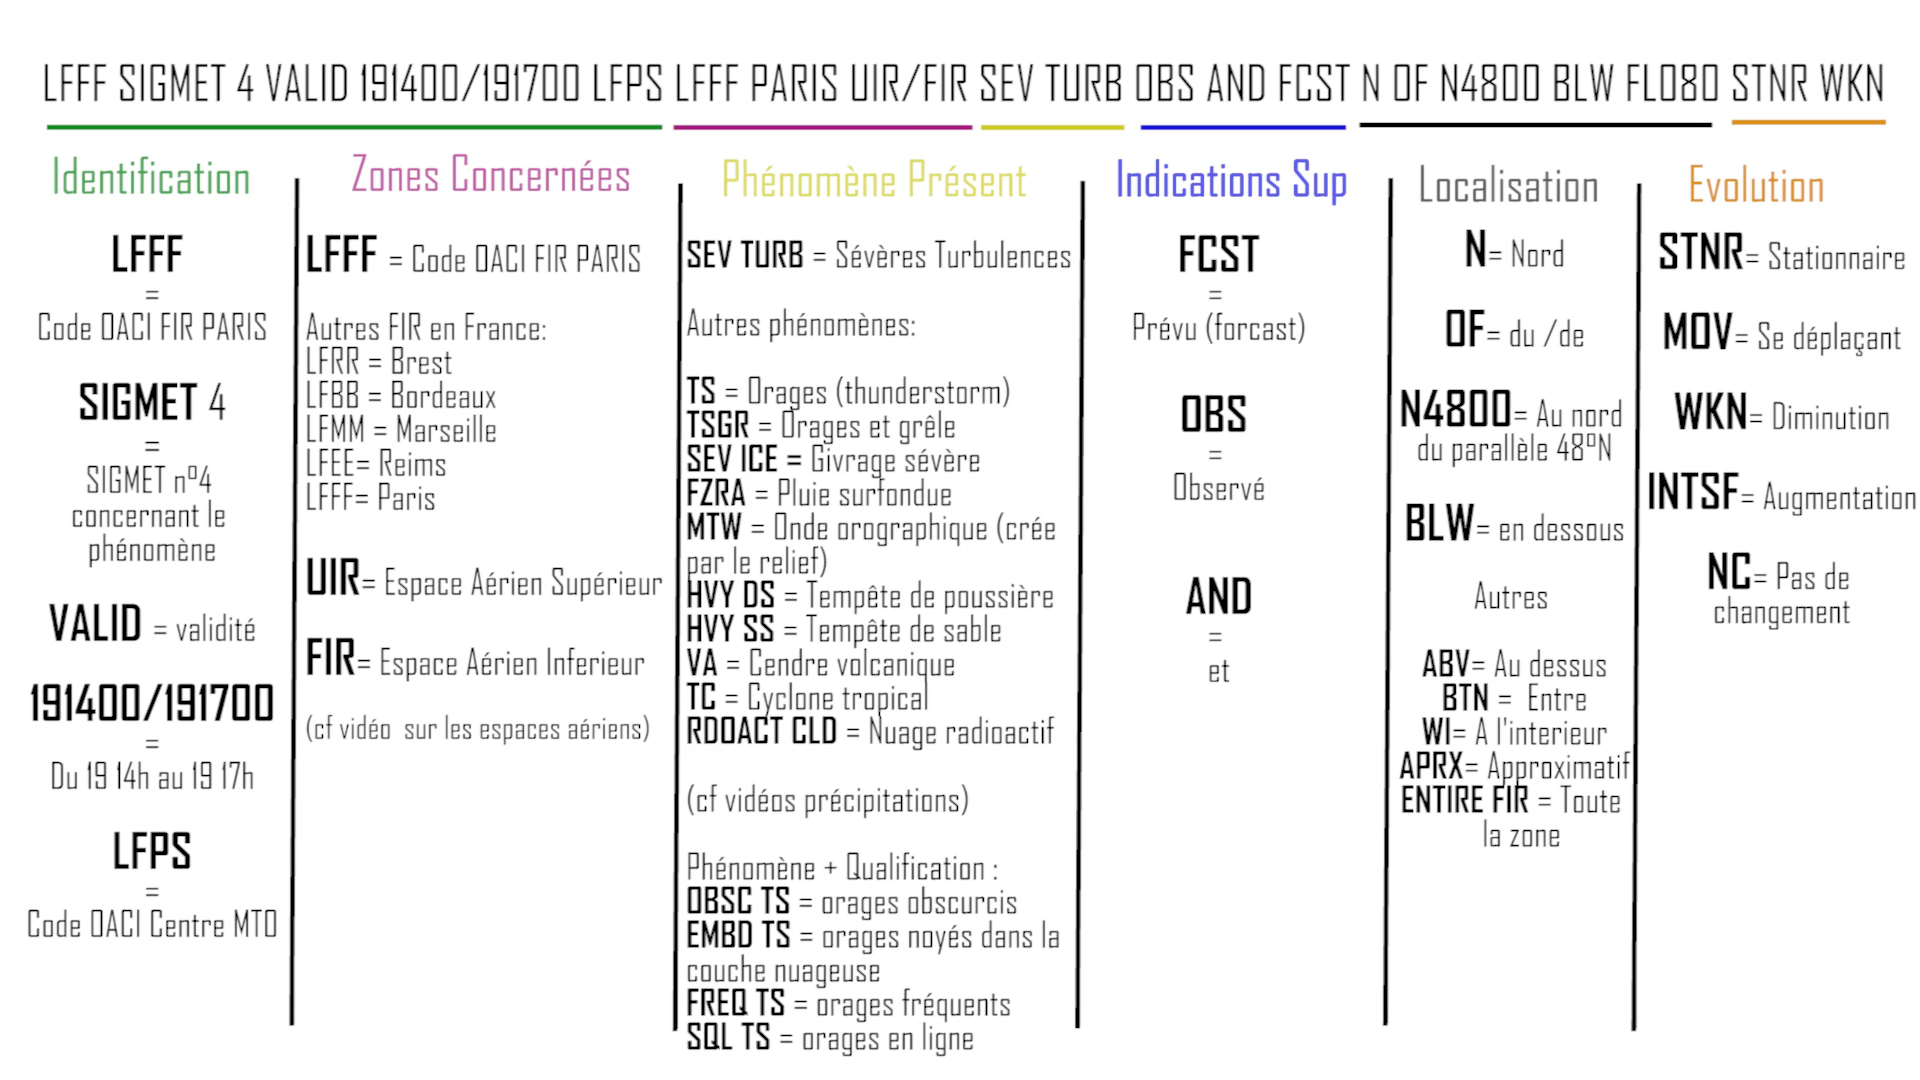 LFFF SIGMET 4 VALID 191400/191700 LFPS LFFF PARIS UIR/FIR SEV TURB OBS AND FCST N OF N4800 BLW FL080 STNR WKN
Identification
LFFF
=
Code OACI FIR PARIS
SIGMET 4
=
SIGMET nº4
concernant le
phénomène
VALID = validité
191400/191700
=
Du 19 14h au 19 17h
LFPS
=
Code OACI Centre MTO
Zones Concernées
LFFF = Code OACI FIR PARIS
Autres FIR en France:
LFRR = Brest
LFBB = Bordeaux
LFMM = Marseille
LFEE= Reims
LFFF= Paris
UIR= Espace Aérien Supérieur
FIR= Espace Aérien Inferieur
(cf vidéo sur les espaces aériens)
Phénomène Présent
SEV TURB = Sévères Turbulences
Autres phénomènes:
TS = Orages (thunderstorm)
TSGR = Orages et grêle
SEV ICE = Givrage sévère
FZRA = Pluie surfondue
MTW = Onde orographique (crée
par le relief)
HVY DS = Tempête de poussière
HVY SS = Tempête de sable
VA = Cendre volcanique
TC = Cyclone tropical
RDOACT CLD = Nuage radioactif
(cf vidéos précipitations)
Phénomène + Qualification :
OBSC TS = orages obscurcis
EMBD TS = orages noyés dans la
couche nuageuse
FREQ TS = orages fréquents
SQL TS = orages en ligne
Indications Sup
FCST
=
Prévu (forcast)
OBS
=
Observé
AND
=
et
Localisation
N= Nord
OF= du /de
N4800= Au nord
du parallèle 48ºN
BLW= en dessous
Autres
ABV= Au dessus
BTN = Entre
WI= A l'interieur
APRX= Approximatif
ENTIRE FIR = Toute
la zone
Evolution
STNR= Stationnaire
MOV= Se déplaçant
WKN= Diminution
INTSF= Augmentation
NC= Pas de
changement